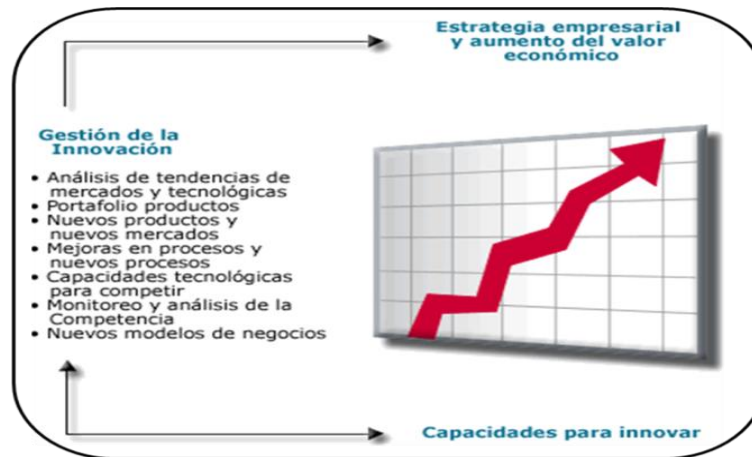 Estrategia empresarial
y aumento del valor
económico
Gestión de la
Innovación
• Análisis de tendencias de
mercados y tecnológicas
• Portafolio productos
• Nuevos productos y
nuevos mercados
• Mejoras en procesos y
nuevos procesos
• Capacidades tecnológicas
para competir
• Monitoreo y análisis de la
Competencia
• Nuevos modelos de negocios
Capacidades para innovar